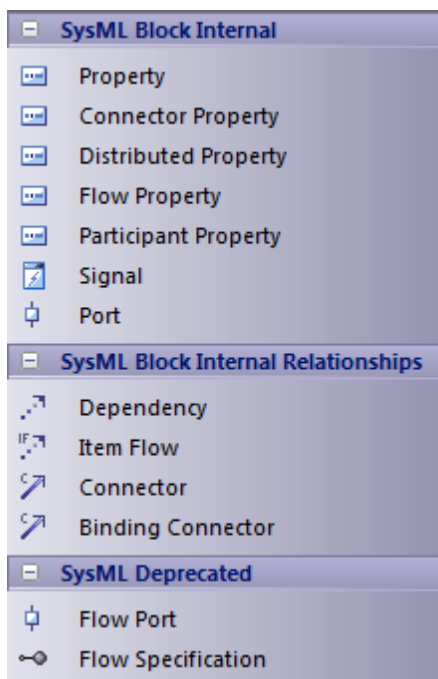 SysML Block Internal
Property
Connector Property
Distributed Property
Flow Property
Participant Property
Signal
Port
SysML Block Internal Relationships
Dependency
IF Item Flow
C Connector
C Binding Connector
SysML Deprecated
Flow Port
Flow Specification